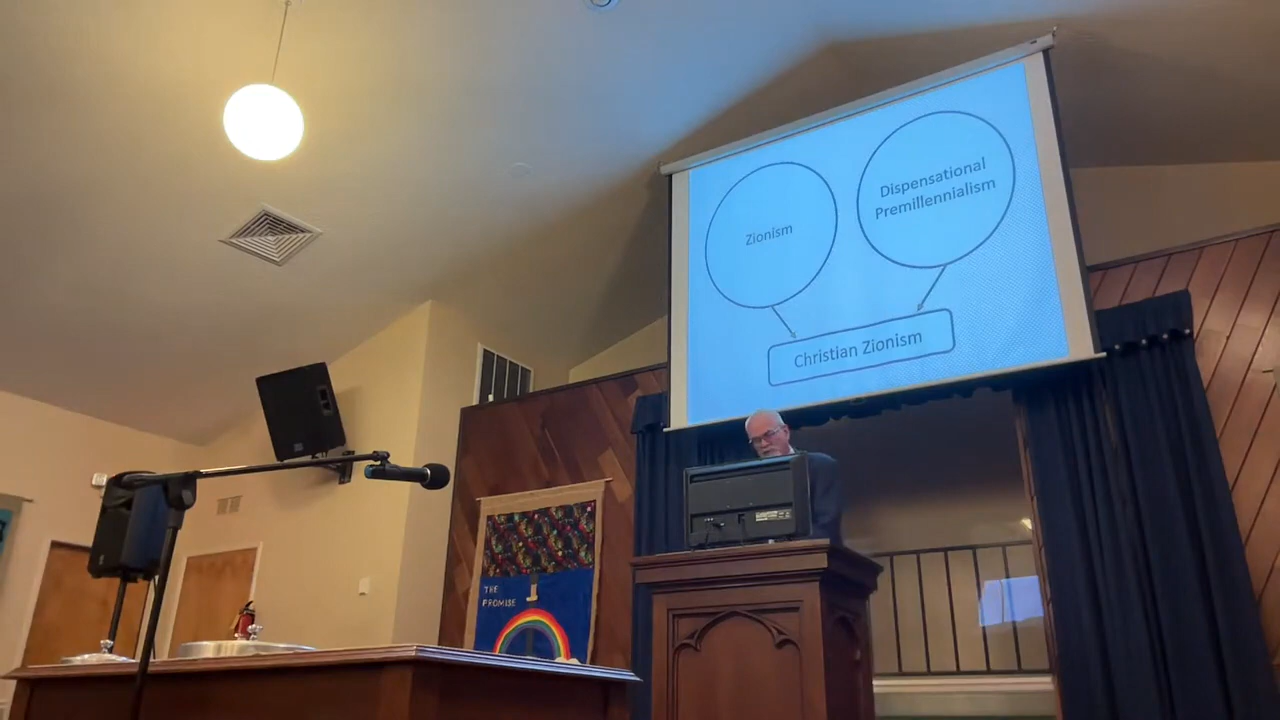 Zionism
Dispensational
Premillennialism
Christian Zionism
THE
PROMISE